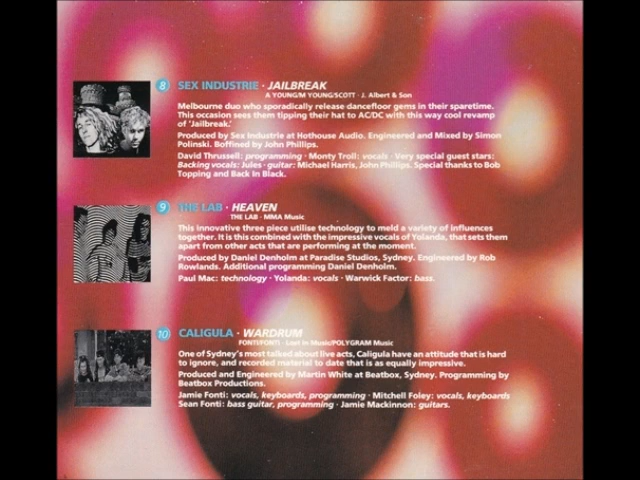 8 SEX INDUSTRIE · JAILBREAK
A YOUNG/M YOUNG/SCOTT · J. Albert & Son
Melbourne duo who sporadically release dancefloor gems in their sparetime.
This occasion sees them tipping their hat to AC/DC with this way cool revamp
of 'Jailbreak.'
Produced by Sex Industrie at Hothouse Audio. Engineered and Mixed by Simon
Polinski. Boffined by John Phillips.
David Thrussell: programming · Monty Troll: vocals · Very special guest stars:
Backing vocals: Jules · guitar: Michael Harris, John Phillips. Special thanks to Bob
Topping and Back In Black.
9 THE LAB · HEAVEN
THE LAB · MMA Music
This innovative three piece utilise technology to meld a variety of influences
together. It is this combined with the impressive vocals of Yolanda, that sets them
apart from other acts that are performing at the moment.
Produced by Daniel Denholm at Paradise Studios, Sydney. Engineered by Rob
Rowlands. Additional programming Daniel Denholm.
Paul Mac: technology · Yolanda: vocals · Warwick Factor: bass.
10 CALIGULA · WARDRUM
FONTI/FONTI · Lost in Music/POLYGRAM Music
One of Sydney's most talked about live acts, Caligula have an attitude that is hard
to ignore, and recorded material to date that is as equally impressive.
Produced and Engineered by Martin White at Beatbox, Sydney. Programming by
Beatbox Productions.
Jamie Fonti: vocals, keyboards, programming · Mitchell Foley: vocals, keyboards
Sean Fonti: bass guitar, programming · Jamie Mackinnon: guitars.